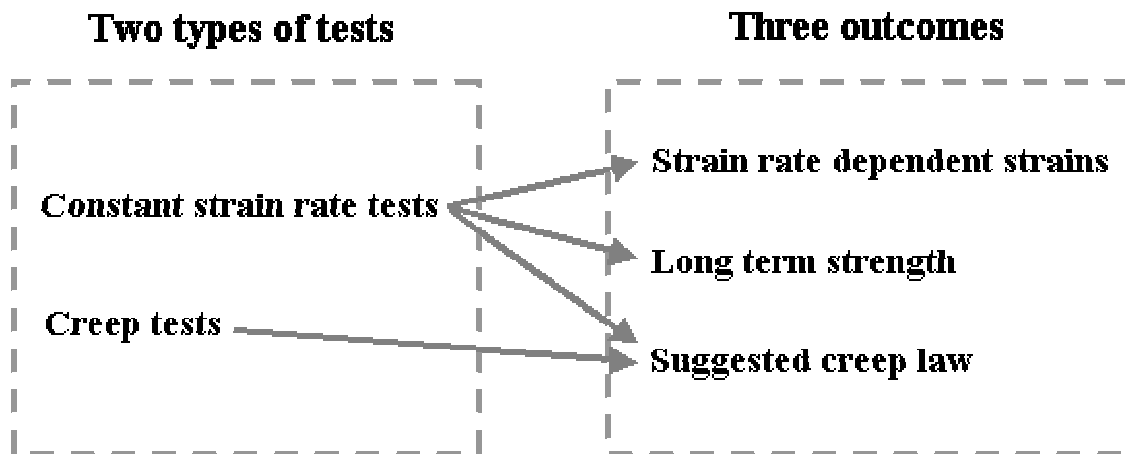 Two types of tests
Three outcomes
Constant strain rate tests
Creep tests
Strain rate dependent strains
Long term strength
Suggested creep law